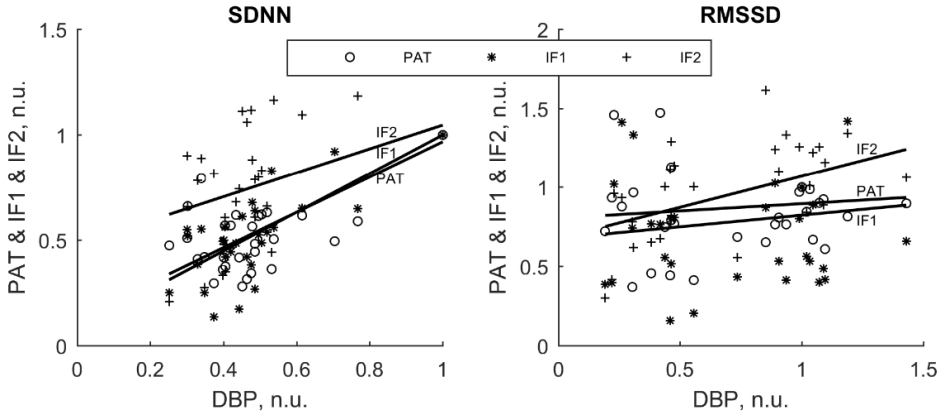 SDNN
RMSSD
PAT IF1 IF2
PAT & IF1 & IF2, n.u.
1.5
1
0.5
0
IF2
IF1
PAT
0 0.2 0.4 0.6 0.8 1
DBP, n.u.
PAT & IF1 & IF2, n.u.
2
1.5
1
0.5
0
IF2
PAT
IF1
0 0.5 1 1.5
DBP, n.u.